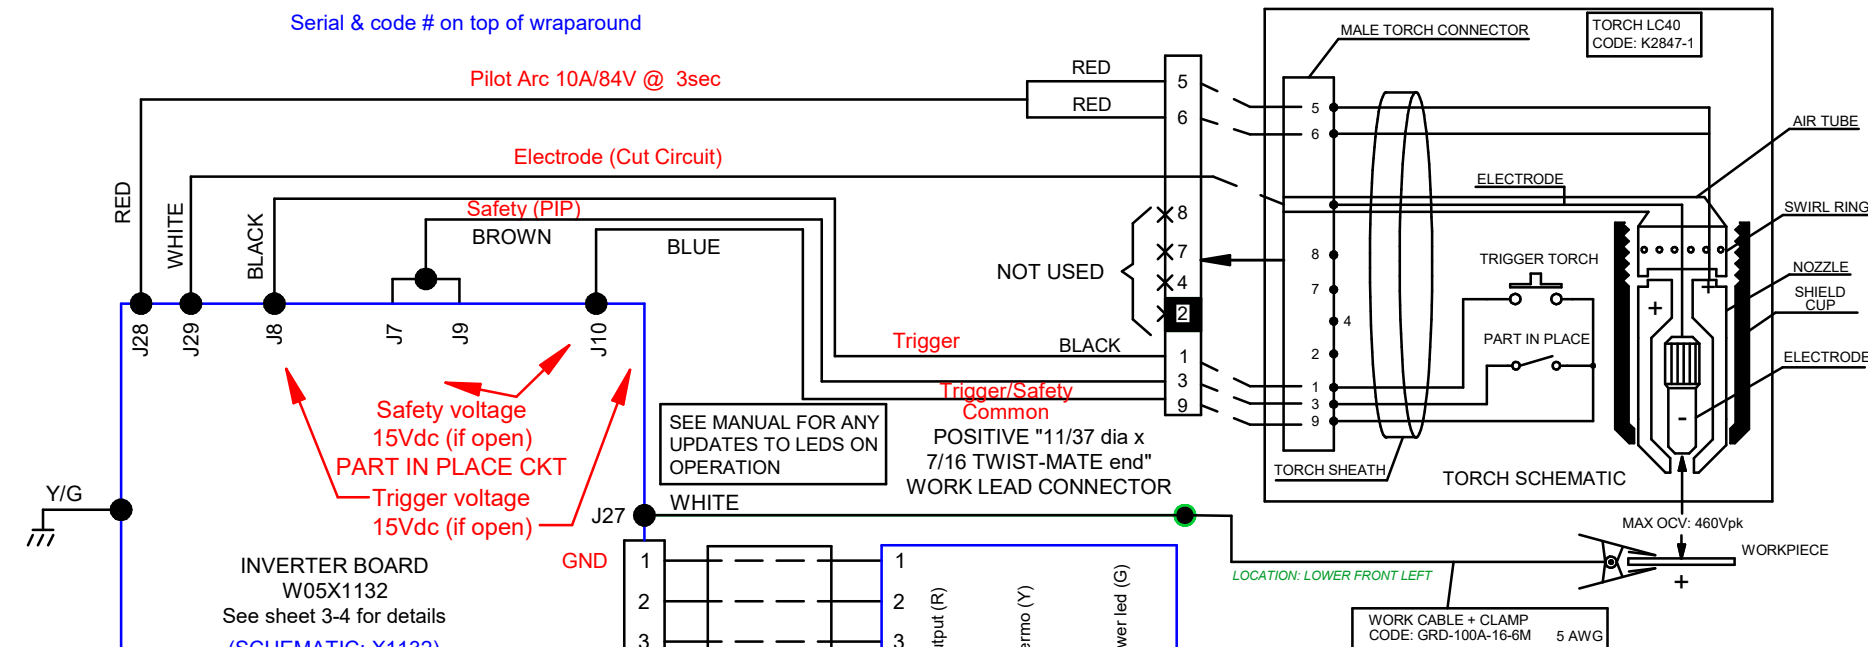 Serial & code # on top of wraparound
MALE TORCH CONNECTOR
TORCH LC40
CODE: K2847-1
Pilot Arc 10A/84V @ 3sec
RED
RED
5
6
5
6
AIR TUBE
Electrode (Cut Circuit)
ELECTRODE
SWIRL RING
RED
WHITE
BLACK
Safety (PIP)
BROWN
BLUE
NOT USED
8
7
4
2
8
7
4
2
TRIGGER TORCH
NOZZLE
SHIELD
CUP
PART IN PLACE
ELECTRODE
+
+
-
J28
J29
J8
J7
J9
J10
Trigger
BLACK
1
3
9
1
3
9
Trigger/Safety
Common
Safety voltage
15Vdc (if open)
PART IN PLACE CKT
Trigger voltage
15Vdc (if open)
SEE MANUAL FOR ANY
UPDATES TO LEDS ON
OPERATION
POSITIVE "11/37 dia x
7/16 TWIST-MATE end"
WORK LEAD CONNECTOR
TORCH SHEATH
TORCH SCHEMATIC
Y/G
J27
WHITE
MAX OCV: 460Vpk
WORKPIECE
+
LOCATION: LOWER FRONT LEFT
INVERTER BOARD
W05X1132
See sheet 3-4 for details
(SCHEMATIC: X1132)
GND
1
2
3
1
2
3
utput (R)
ermo (Y)
wer led (G)
WORK CABLE + CLAMP
CODE: GRD-100A-16-6M
5 AWG